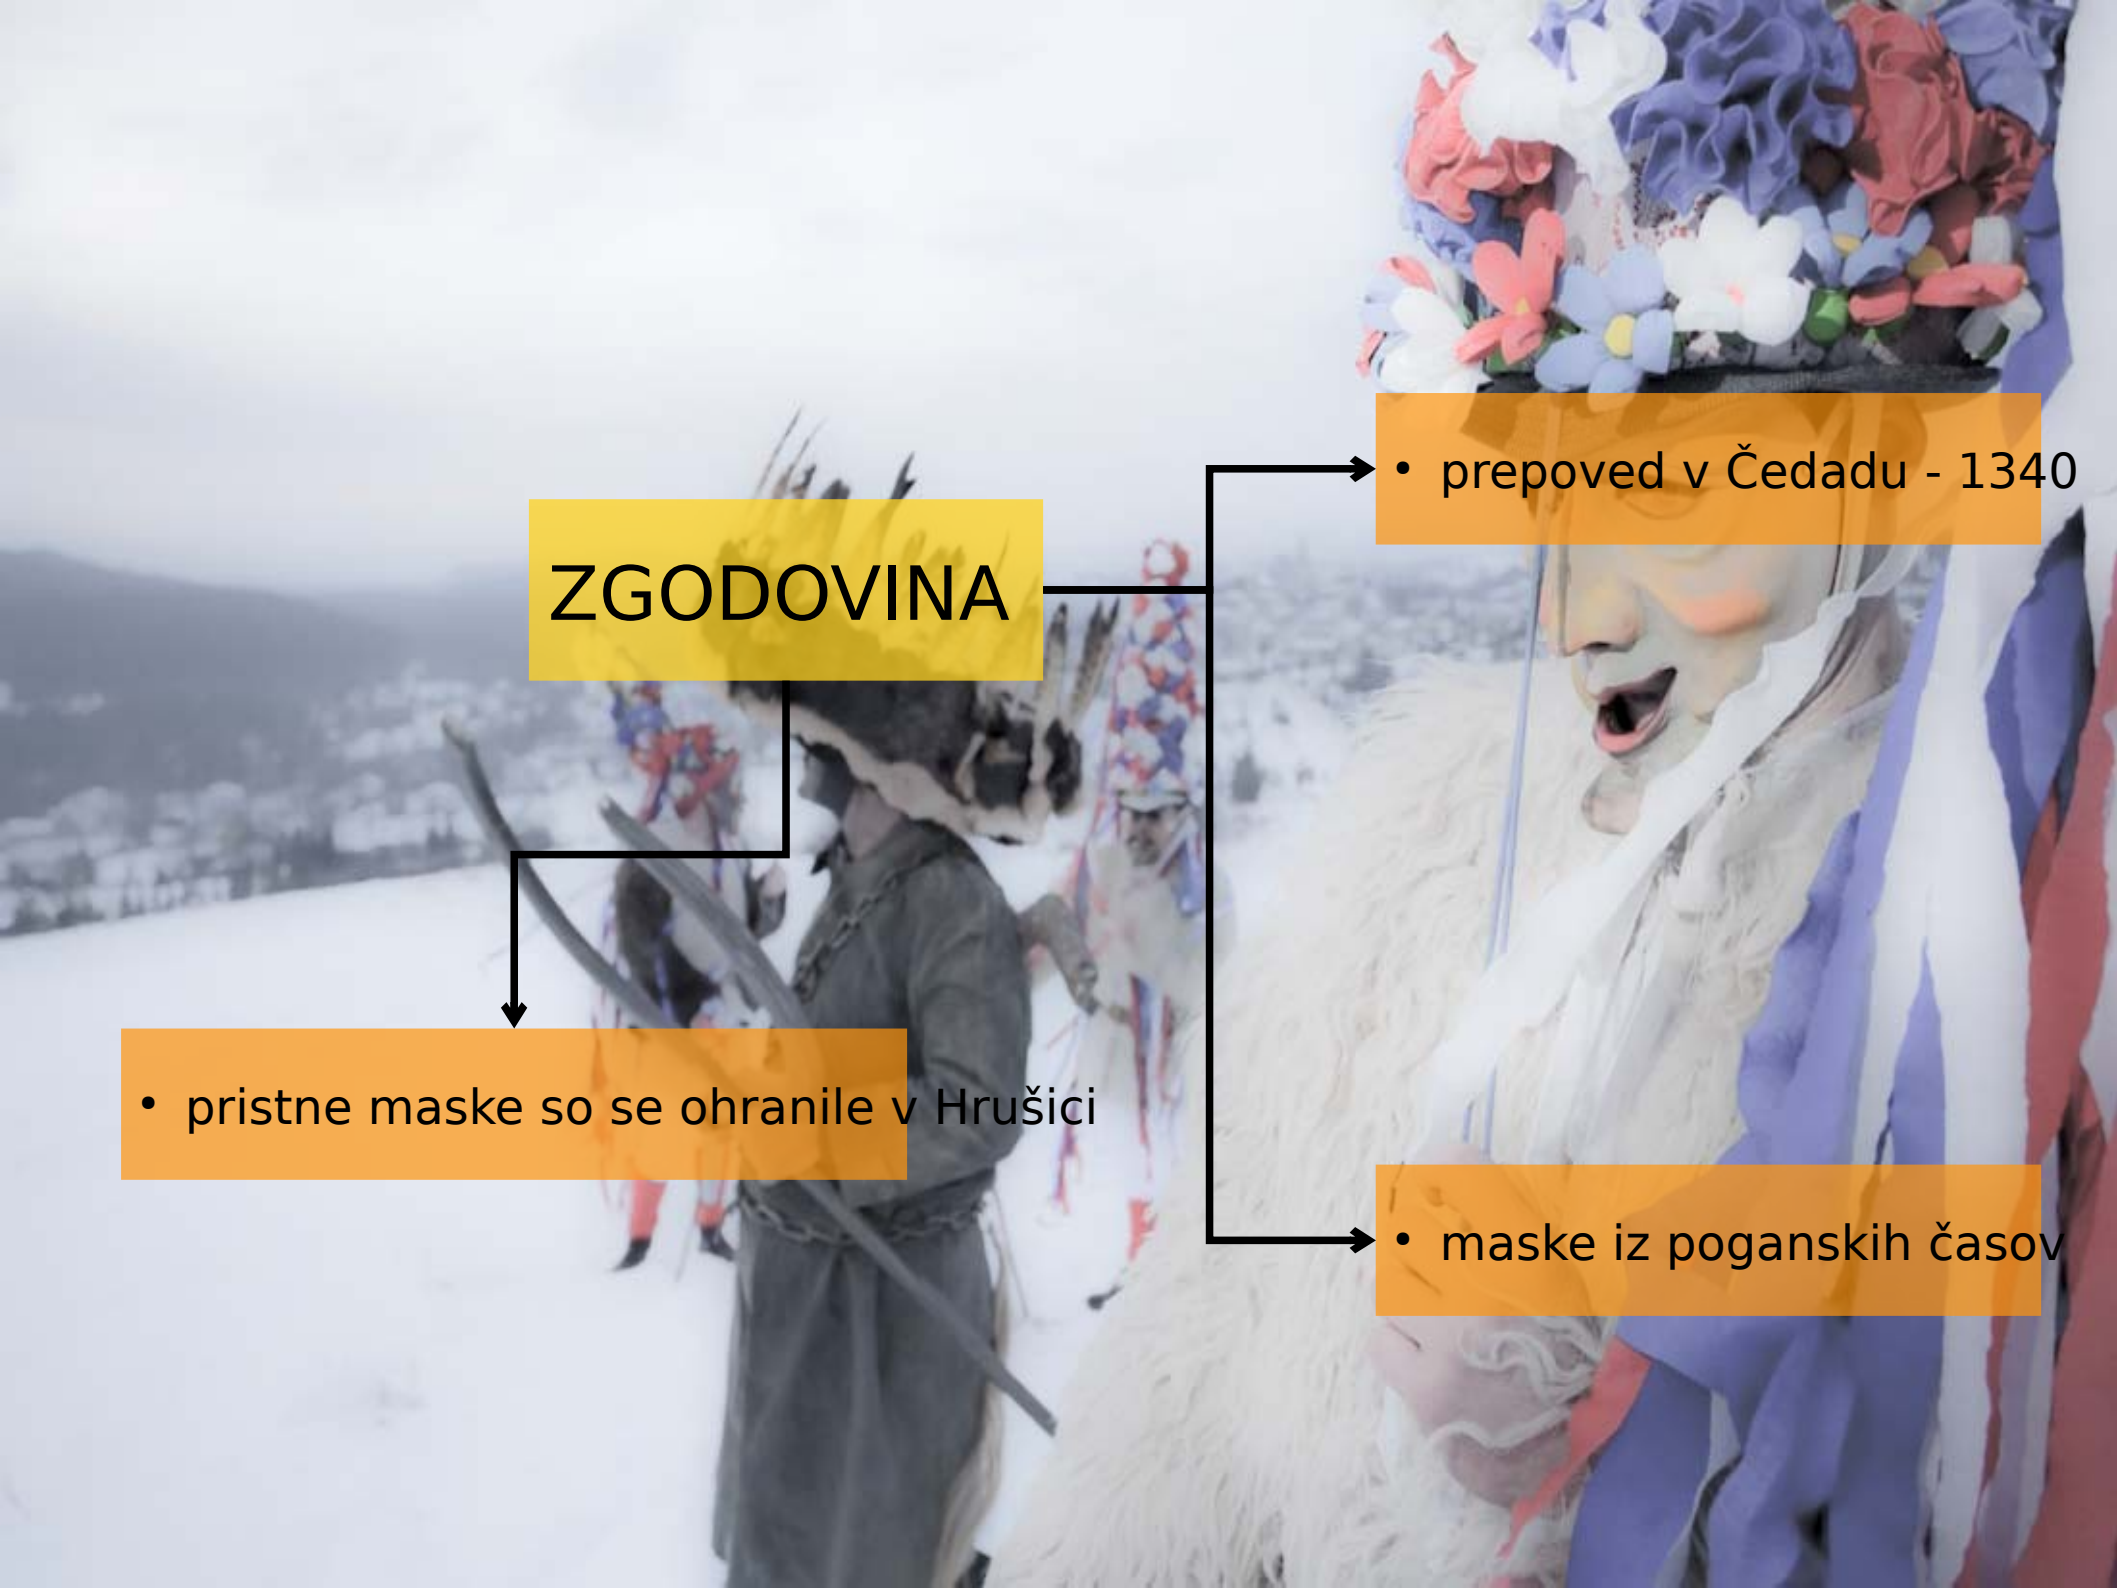 • prepoved v Čedadu - 1340
ZGODOVINA
• pristne maske so se ohranile v Hrušici
• maske iz poganskih časov